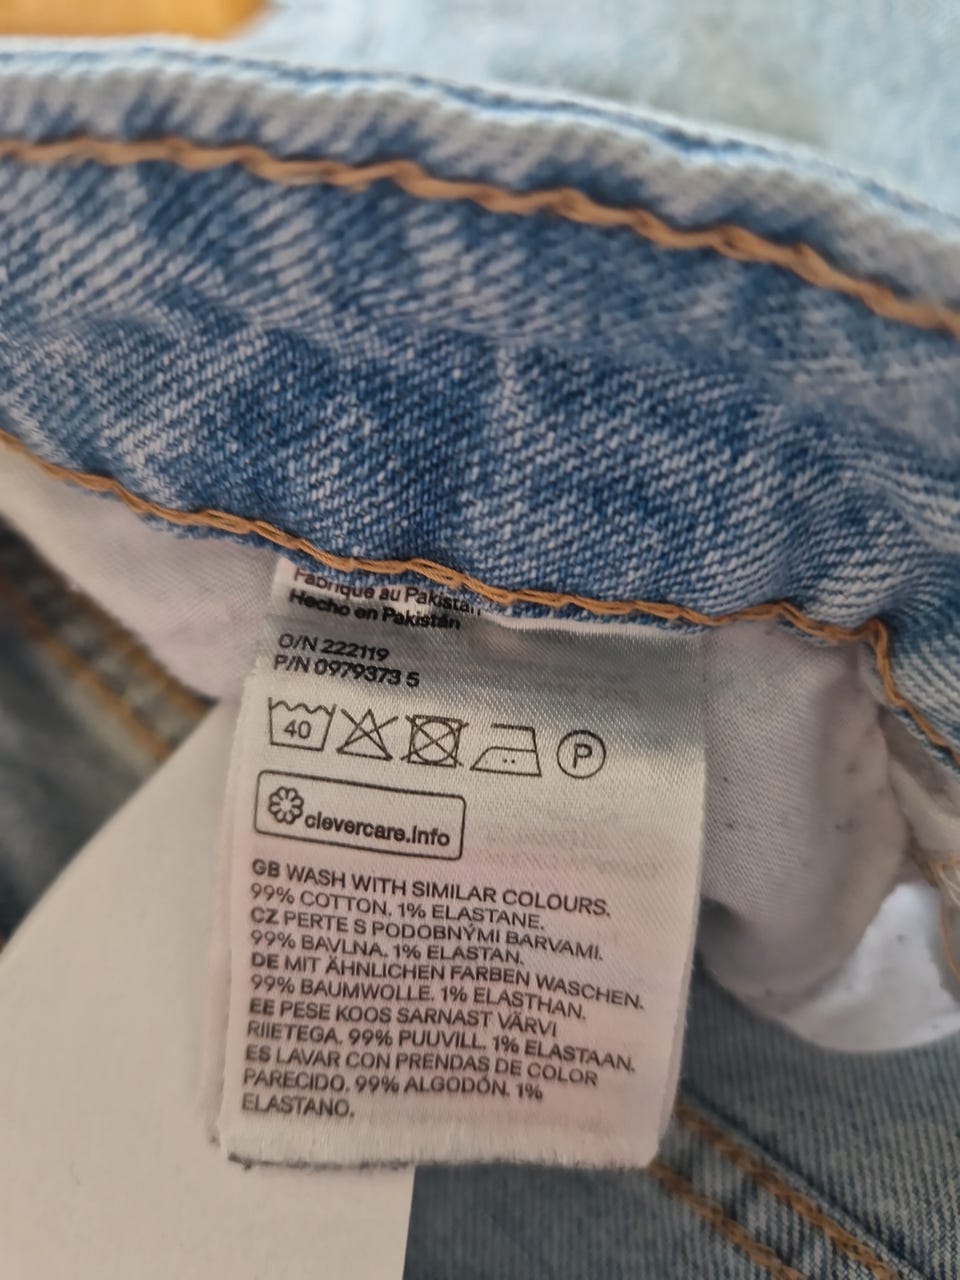 Fabriqué au Pakistan
Hecho en Pakistán
O/N 222119
P/N 0979373 5
40
P
clevercare.info
GB WASH WITH SIMILAR COLOURS.
99% COTTON. 1% ELASTANE.
CZ PERTE S PODOBNÝMI BARVAMI.
99% BAVLNA. 1% ELASTAN.
DE MIT ÄHNLICHEN FARBEN WASCHEN.
99% BAUMWOLLE. 1% ELASTHAN.
EE PESE KOOS SARNAST VÄRVI
RIIETEGA. 99% PUUVILL. 1% ELASTAAN.
ES LAVAR CON PRENDAS DE COLOR
PARECIDO. 99% ALGODÓN. 1%
ELASTANO.